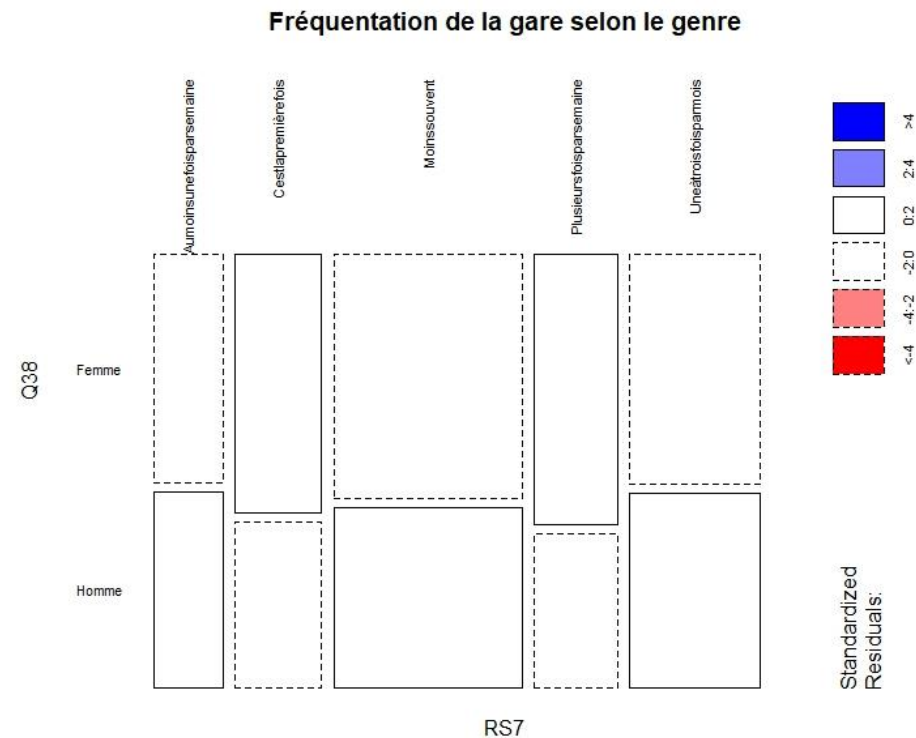 Fréquentation de la gare selon le genre
Aumoinsunefoisparsemaine
Cestlapremièrefois
Moinssouvent
Plusieursfoisparsemaine
Uneàtroisfoisparmois
Q38
Femme
Homme
RS7
Standardized
Residuals:
<-4
-4:-2
-2:0
0:2
2:4
>4